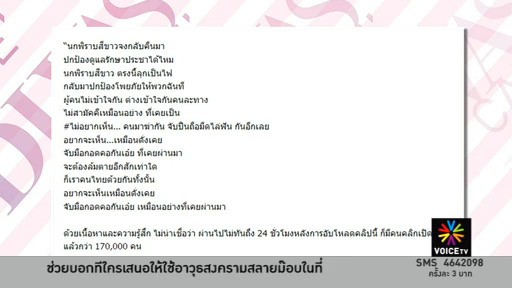 "นกพิราบสีขาวจงกลับคืนมา
ปกป้องดูแลรักษาประชาได้ไหม
นกพิราบสีขาว ตรงนี้ลุกเป็นไฟ
กลับมาปกป้องโพยภัยให้พวกฉันที
ผู้คนไม่เข้าใจกัน ต่างเข้าใจกันคนละทาง
ไม่สามัคคีเหมือนอย่าง ที่เคยเป็น
#ไม่อยากเห็น... คนมาฆ่ากัน จับปืนถือมีดไล่ฟัน กันอีกเลย
อยากจะเห็น...เหมือนดั่งเคย
จับมือกอดคอกันเอ่ย ที่เคยผ่านมา
จะต้องล้มตายอีกสักเท่าใด
ก็เราคนไทยด้วยกันทั้งนั้น
อยากจะเห็นเหมือนดั่งเคย
จับมือกอดคอกันเอ่ย เหมือนอย่างที่เคยผ่านมา
ด้วยเนื้อหาและความรู้สึก ไม่น่าเชื่อว่า ผ่านไปไม่ทันถึง 24 ชั่วโมงหลังการอัปโหลดคลิปนี้ ก็มีคนคลิกเปิด
แล้วกว่า 170,000 คน
VOICE TV
ช่วยบอกทีใครเสนอให้ใช้อาวุธสงครามสลายม๊อบในที่
SMS 4642098
ครั้งละ 3 บาท